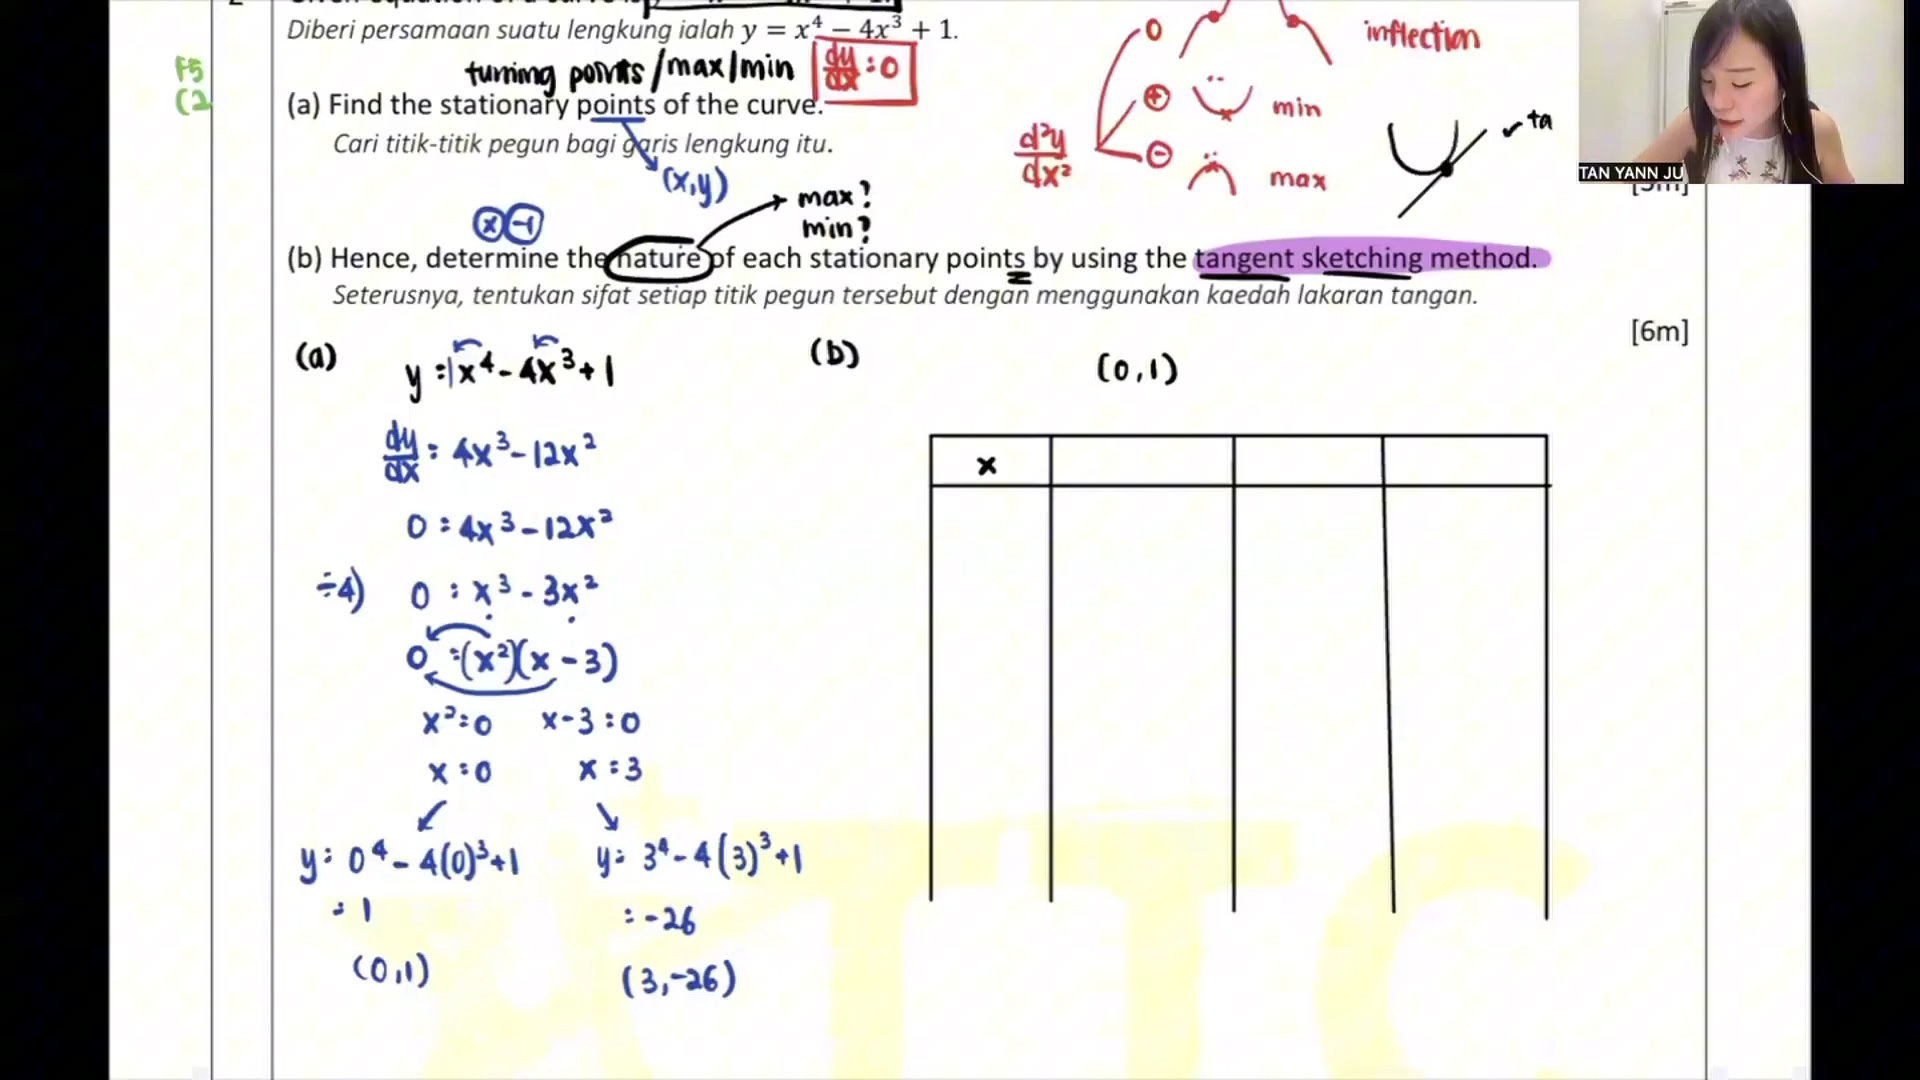 Diberi persamaan suatu lengkung ialah y = x⁴ − 4x³ + 1.
F5
C2
turning points/max/min
dy/dx = 0
(a) Find the stationary points of the curve.
Cari titik-titik pegun bagi garis lengkung itu.
(x,y)
0
inflection
+
min
d²y/dx²
−
max
ta
TAN YANN JU
x -1
max?
min?
(b) Hence, determine the nature of each stationary points by using the tangent sketching method.
Seterusnya, tentukan sifat setiap titik pegun tersebut dengan menggunakan kaedah lakaran tangan.
[6m]
(a)
y = 1x⁴ - 4x³ + 1
dy/dx = 4x³ - 12x²
0 = 4x³ - 12x²
÷4) 0 = x³ - 3x²
0 = (x²)(x - 3)
x² = 0 x - 3 = 0
x = 0 x = 3
y = 0⁴ - 4(0)³ + 1 y = 3⁴ - 4(3)³ + 1
= 1 = -26
(0,1) (3,-26)
(b)
(0,1)
x